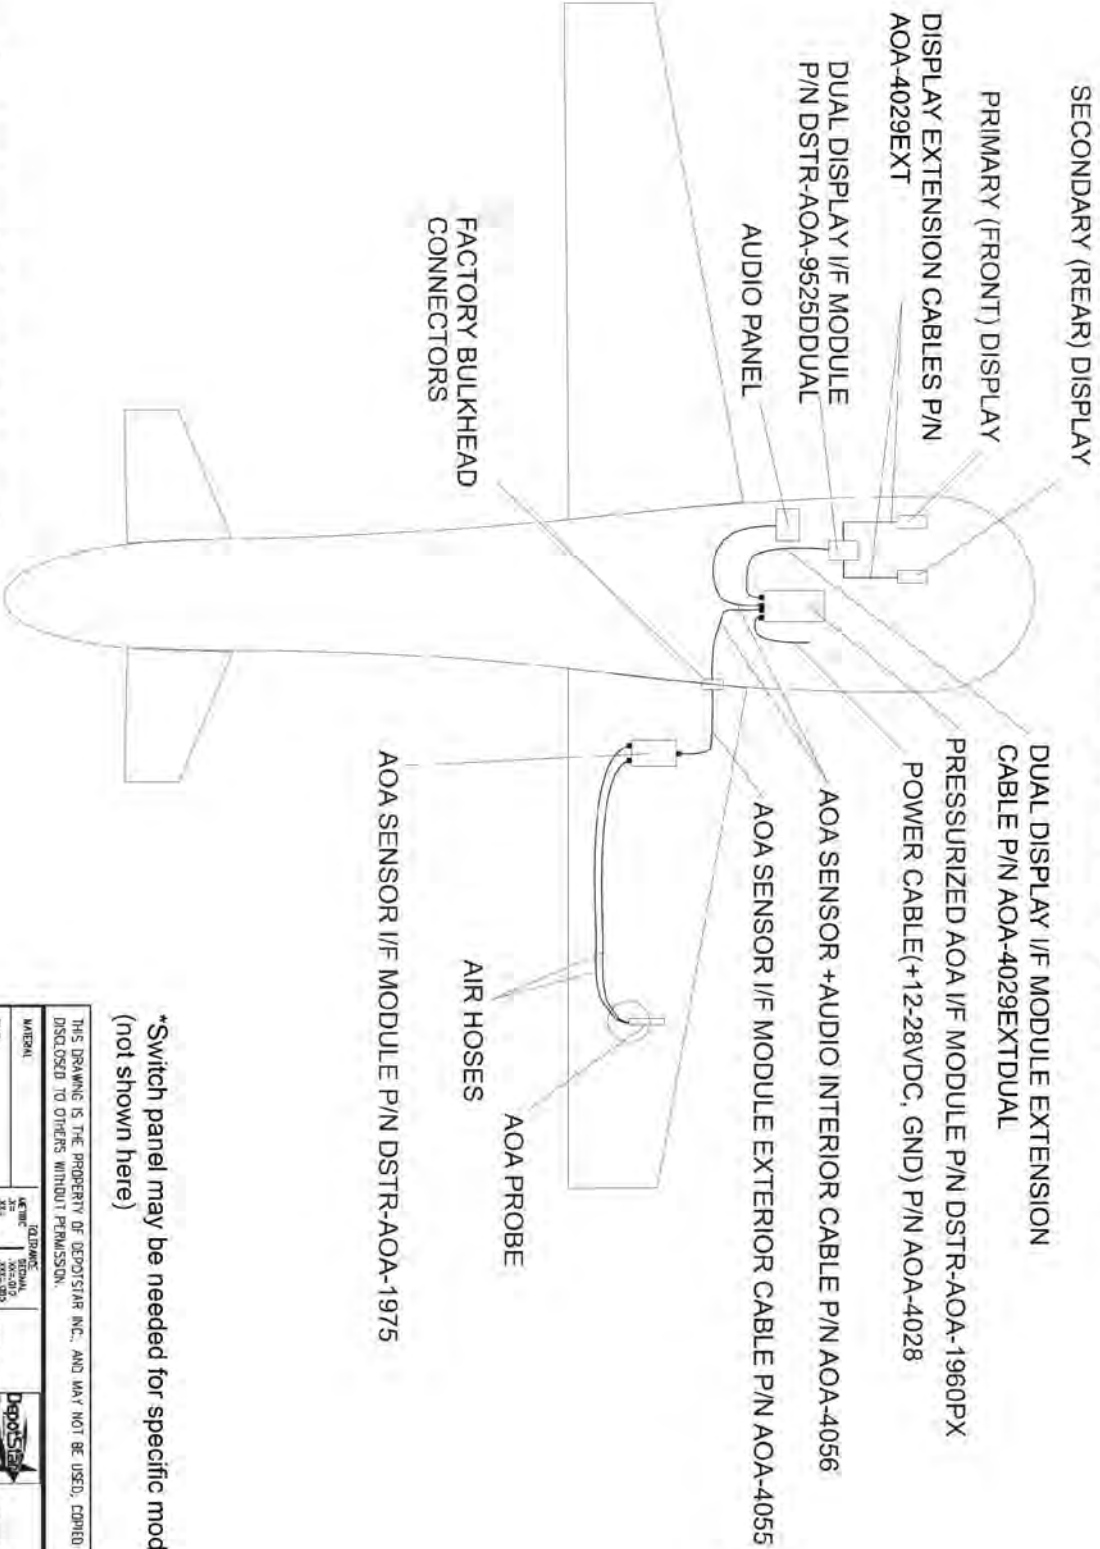 SECONDARY (REAR) DISPLAY
PRIMARY (FRONT) DISPLAY
DISPLAY EXTENSION CABLES P/N
AOA-4029EXT
DUAL DISPLAY I/F MODULE
P/N DSTR-AOA-9525DDUAL
AUDIO PANEL
FACTORY BULKHEAD
CONNECTORS
DUAL DISPLAY I/F MODULE EXTENSION
CABLE P/N AOA-4029EXTDUAL
PRESSURIZED AOA I/F MODULE P/N DSTR-AOA-1960PX
POWER CABLE(+12-28VDC, GND) P/N AOA-4028
AOA SENSOR +AUDIO INTERIOR CABLE P/N AOA-4056
AOA SENSOR I/F MODULE EXTERIOR CABLE P/N AOA-4055
AOA PROBE
AIR HOSES
AOA SENSOR I/F MODULE P/N DSTR-AOA-1975
*Switch panel may be needed for specific mod
(not shown here)
THIS DRAWING IS THE PROPERTY OF DEPOTSTAR INC., AND MAY NOT BE USED, COPIED
DISCLOSED TO OTHERS WITHOUT PERMISSION.
MATERIAL
TOLERANCE
METRIC
DECIMAL
DepotStar